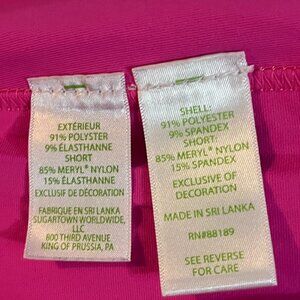 EXTÉRIEUR
91% POLYESTER
9% ÉLASTHANNE
SHORT
85% MERYL® NYLON
15% ÉLASTHANNE
EXCLUSIF DE DÉCORATION
FABRIQUE EN SRI LANKA
SUGARTOWN WORLDWIDE,
LLC
800 THIRD AVENUE
KING OF PRUSSIA, PA
SHELL:
91% POLYESTER
9% SPANDEX
SHORT:
85% MERYL® NYLON
15% SPANDEX
EXCLUSIVE OF
DECORATION
MADE IN SRI LANKA
RN#88189
SEE REVERSE
FOR CARE